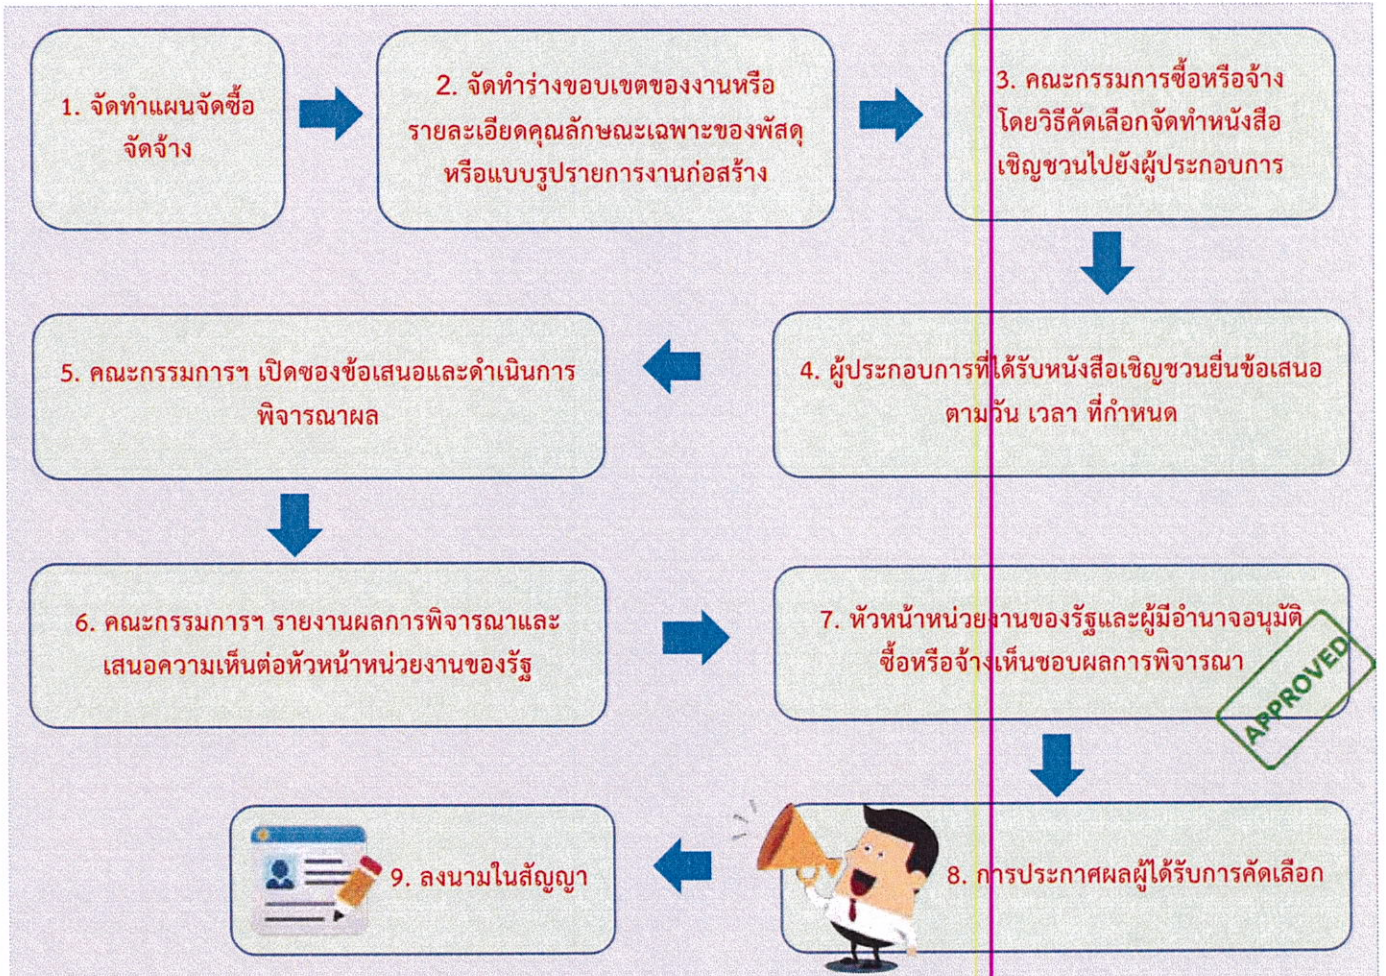 1. จัดทำแผนจัดซื้อ
จัดจ้าง
2. จัดทำร่างขอบเขตของงานหรือ
รายละเอียดคุณลักษณะเฉพาะของพัสดุ
หรือแบบรูปรายการงานก่อสร้าง
3. คณะกรรมการซื้อหรือจ้าง
โดยวิธีคัดเลือกจัดทำหนังสือ
เชิญชวนไปยังผู้ประกอบการ
4. ผู้ประกอบการที่ได้รับหนังสือเชิญชวนยื่นข้อเสนอ
ตามวัน เวลา ที่กำหนด
5. คณะกรรมการฯ เปิดซองข้อเสนอและดำเนินการ
พิจารณาผล
6. คณะกรรมการฯ รายงานผลการพิจารณาและ
เสนอความเห็นต่อหัวหน้าหน่วยงานของรัฐ
7. หัวหน้าหน่วยงานของรัฐและผู้มีอำนาจอนุมัติ
ซื้อหรือจ้างเห็นชอบผลการพิจารณา
APPROVED
8. การประกาศผลผู้ได้รับการคัดเลือก
9. ลงนามในสัญญา